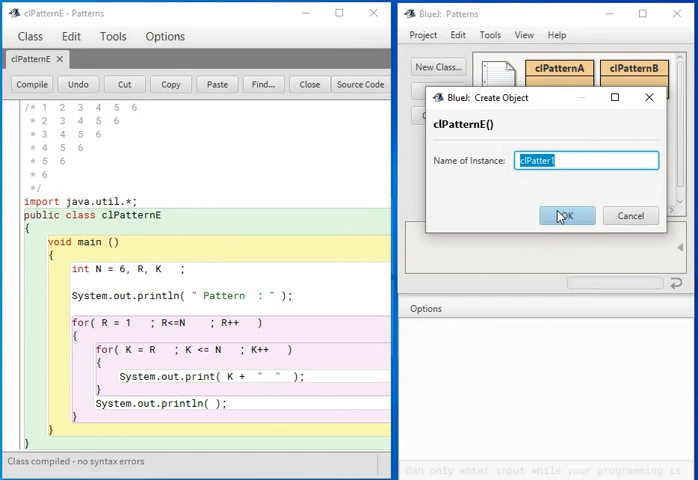 clPatternE - Patterns
Class Edit Tools Options
clPatternE ×
Compile Undo Cut Copy Paste Find... Close Source Code
/* 1 2 3 4 5 6
* 2 3 4 5 6
* 3 4 5 6
* 4 5 6
* 5 6
* 6
*/
import java.util.*;
public class clPatternE
{
void main ()
{
int N = 6, R, K ;
System.out.println( " Pattern : " );
for( R = 1 ; R<=N ; R++ )
{
for( K = R ; K <= N ; K++ )
{
System.out.print( K + " " );
}
System.out.println( );
}
}
}
Class compiled - no syntax errors
BlueJ: Patterns
Project Edit Tools View Help
New Class...
clPatternA clPatternB
BlueJ: Create Object
clPatternE()
Name of Instance: clPatter1
OK Cancel
Options
Can only enter input while your programming is